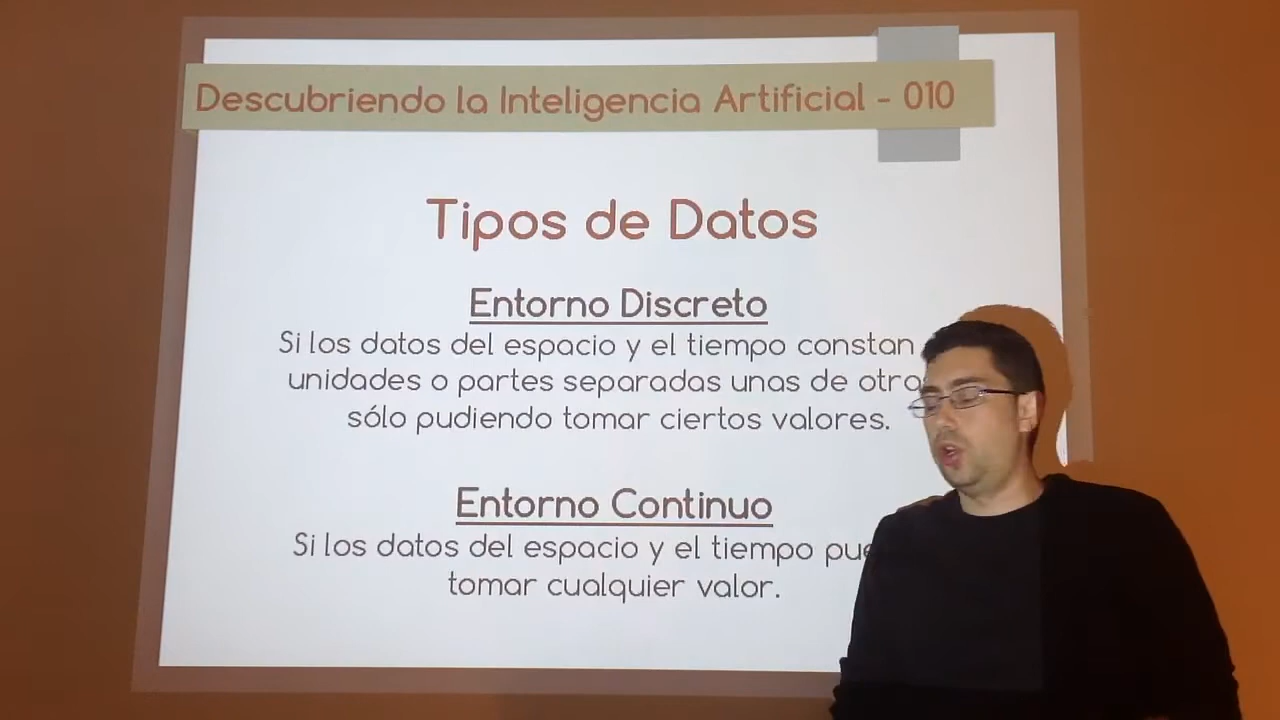 Descubriendo la Inteligencia Artificial - 010
Tipos de Datos
Entorno Discreto
Si los datos del espacio y el tiempo constan
unidades o partes separadas unas de
sólo pudiendo tomar ciertos valores.
Entorno Continuo
Si los datos del espacio y el tiempo
tomar cualquier valor.